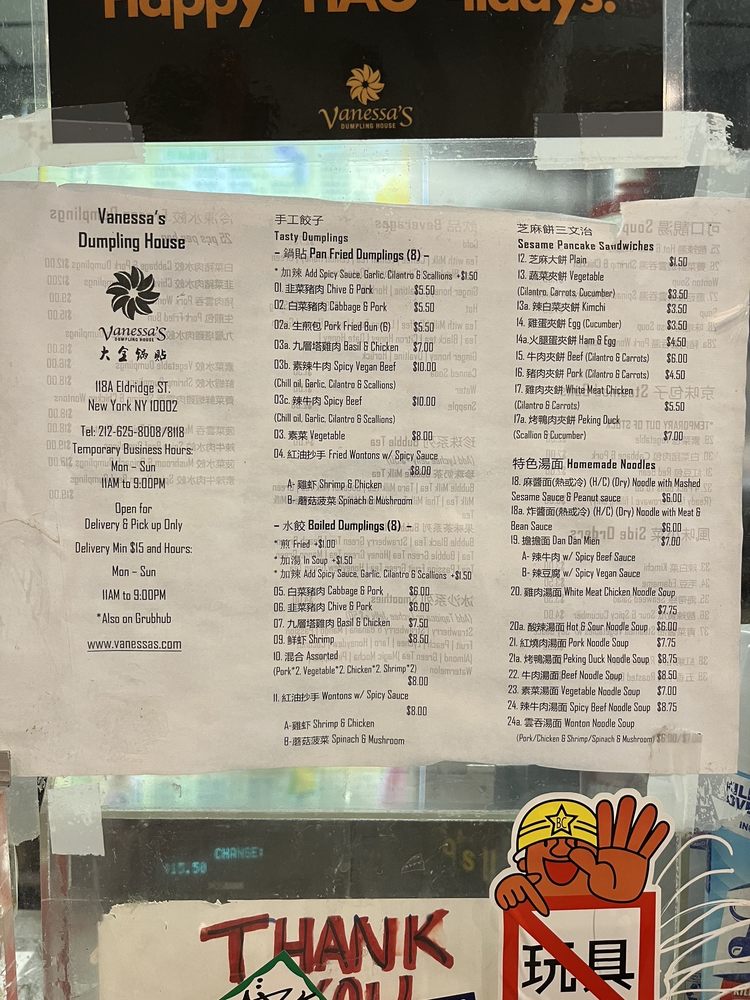 Happy "HAO"-lidays.
Vanessa's
DUMPLING HOUSE
Vanessa's
Dumpling House
Vanessa's
DUMPLING HOUSE
118A Eldridge ST,
New York NY 10002
Tel: 212-625-8008/8118
Temporary Business Hours:
Mon – Sun
11AM to 9:00PM
Open for
Delivery & Pick up Only
Delivery Min $15 and Hours:
Mon – Sun
11AM to 9:00PM
*Also on Grubhub
www.vanessas.com
手工餃子
Tasty Dumplings
– 鍋貼 Pan Fried Dumplings (8) –
* 加辣 Add Spicy Sauce, Garlic, Cilantro & Scallions +$1.50
01. 韭菜豬肉 Chive & Pork $5.50
02. 白菜豬肉 Cabbage & Pork $5.50
02a. 生煎包 Pork Fried Bun (6) $5.50
03a. 九層塔雞肉 Basil & Chicken $7.00
03b. 素辣牛肉 Spicy Vegan Beef $10.00
(Chili oil, Garlic, Cilantro & Scallions)
03c. 辣牛肉 Spicy Beef $10.00
(Chili oil, Garlic, Cilantro & Scallions)
03. 素菜 Vegetable $8.00
04. 紅油抄手 Fried Wontons w/ Spicy Sauce
$8.00
A- 雞蝦 Shrimp & Chicken
B- 蘑菇菠菜 Spinach & Mushroom
– 水餃 Boiled Dumplings (8) –
* 煎 Fried +$1.00
* 加湯 In Soup +$1.50
* 加辣 Add Spicy Sauce, Garlic, Cilantro & Scallions +$1.50
05. 白菜豬肉 Cabbage & Pork $6.00
06. 韭菜豬肉 Chive & Pork $6.00
07. 九層塔雞肉 Basil & Chicken $7.50
09. 鮮蝦 Shrimp $8.50
10. 混合 Assorted
(Pork*2, Vegetable*2, Chicken*2, Shrimp*2)
$8.00
11. 紅油抄手 Wontons w/ Spicy Sauce
$8.00
A-雞蝦 Shrimp & Chicken
B-蘑菇菠菜 Spinach & Mushroom
芝麻餅三文治
Sesame Pancake Sandwiches
12. 芝麻大餅 Plain $1.50
13. 蔬菜夾餅 Vegetable
(Cilantro, Carrots, Cucumber) $3.50
13a. 辣白菜夾餅 Kimchi $3.50
14. 雞蛋夾餅 Egg (Cucumber) $3.50
14a.火腿蛋夾餅 Ham & Egg $4.50
15. 牛肉夾餅 Beef (Cilantro & Carrots) $6.00
16. 豬肉夾餅 Pork (Cilantro & Carrots) $4.50
17. 雞肉夾餅 White Meat Chicken
(Cilantro & Carrots) $5.50
17a. 烤鴨肉夾餅 Peking Duck
(Scallion & Cucumber) $7.00
特色湯面 Homemade Noodles
18. 麻醬面(熱或冷) (H/C) (Dry) Noodle with Mashed
Sesame Sauce & Peanut sauce $6.00
18a. 炸醬面(熱或冷) (H/C) (Dry) Noodle with Meat &
Bean Sauce $6.00
19. 擔擔面 Dan Dan Mien $7.00
A- 辣牛肉 w/ Spicy Beef Sauce
B- 辣豆腐 w/ Spicy Vegan Sauce
20. 雞肉湯面 White Meat Chicken Noodle Soup
$7.75
20a. 酸辣湯面 Hot & Sour Noodle Soup $6.00
21. 紅燒肉湯面 Pork Noodle Soup $7.75
21a. 烤鴨湯面 Peking Duck Noodle Soup $8.75
22. 牛肉湯面 Beef Noodle Soup $8.50
23. 素菜湯面 Vegetable Noodle Soup $7.00
24. 辣牛肉湯面 Spicy Beef Noodle Soup $8.75
24a. 雲吞湯面 Wonton Noodle Soup
(Pork/Chicken & Shrimp/Spinach & Mushroom)
CHANGE:
$15.50
BC
THANK
YOU
玩具